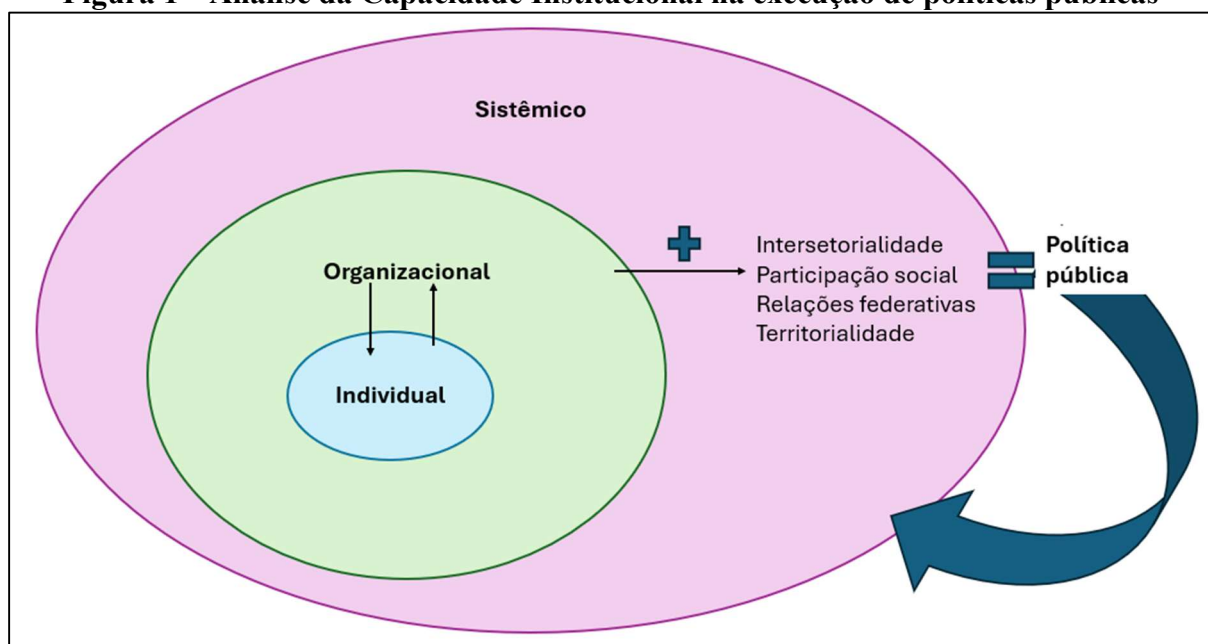 Figura 1 – Análise da Capacidade Institucional na execução de políticas públicas
Sistêmico
Organizacional
Individual
Intersetorialidade
Participação social
Relações federativas
Territorialidade
Política
pública